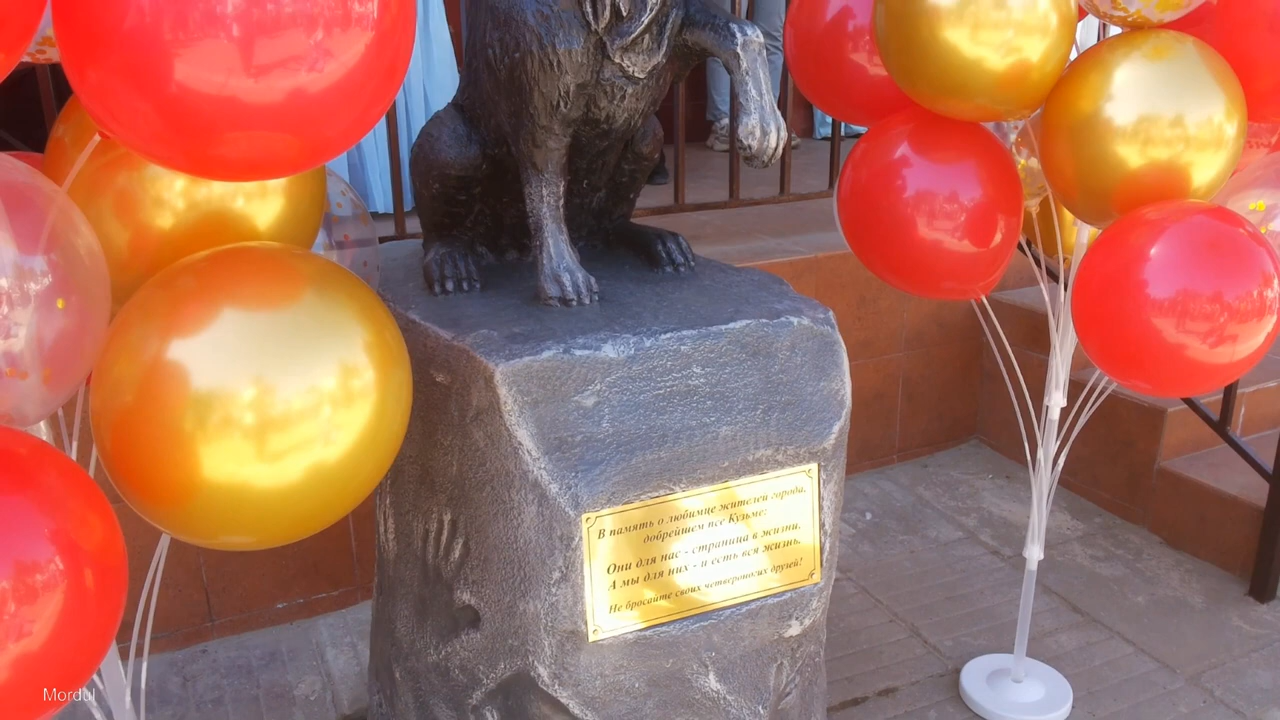 В память о любимце жителей города,
добрейшем псе Кузьме:
Они для нас - страница в жизни,
А мы для них - и есть вся жизнь.
Не бросайте своих четвероногих друзей!
Mordul